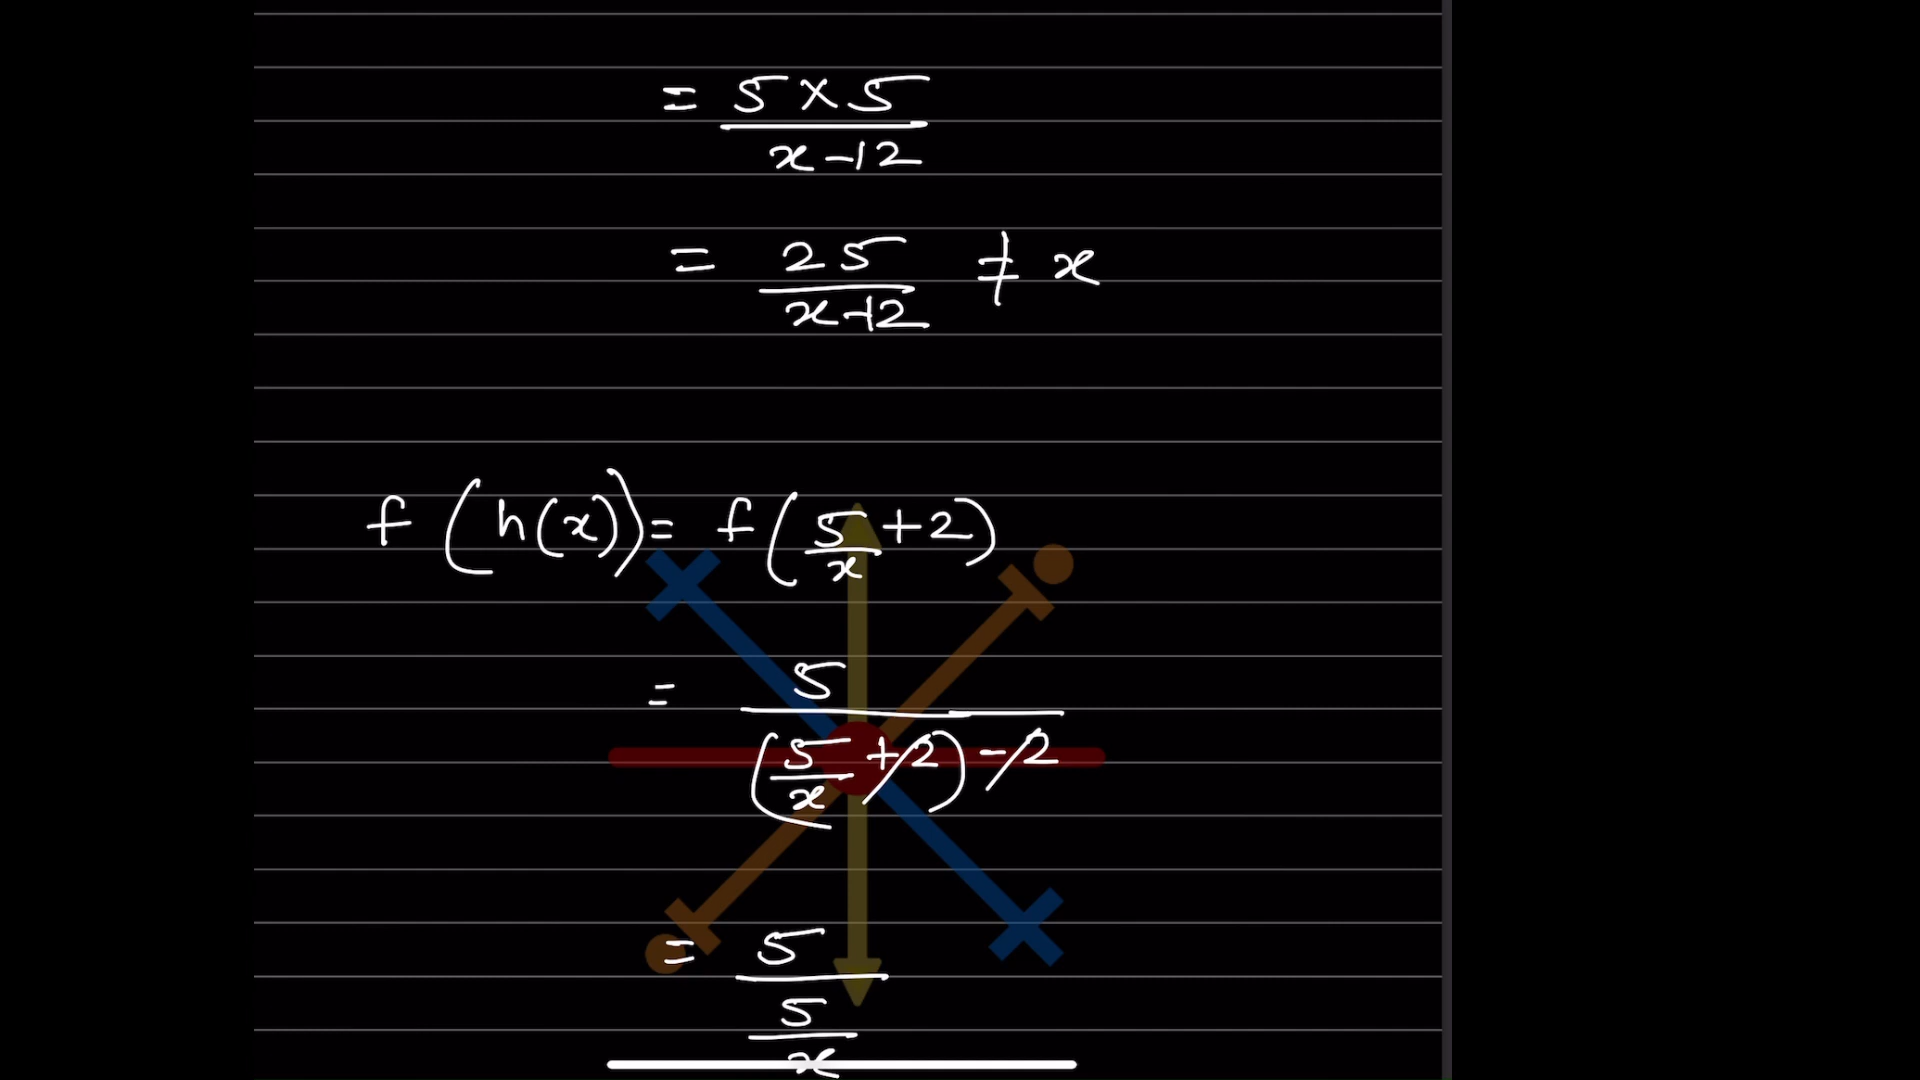 = 5×5/(x-12)
= 25/(x-12) ≠ x
f(h(x)) = f(5/x +2)
= 5/((5/x +2) -2)
= 5/(5/x)